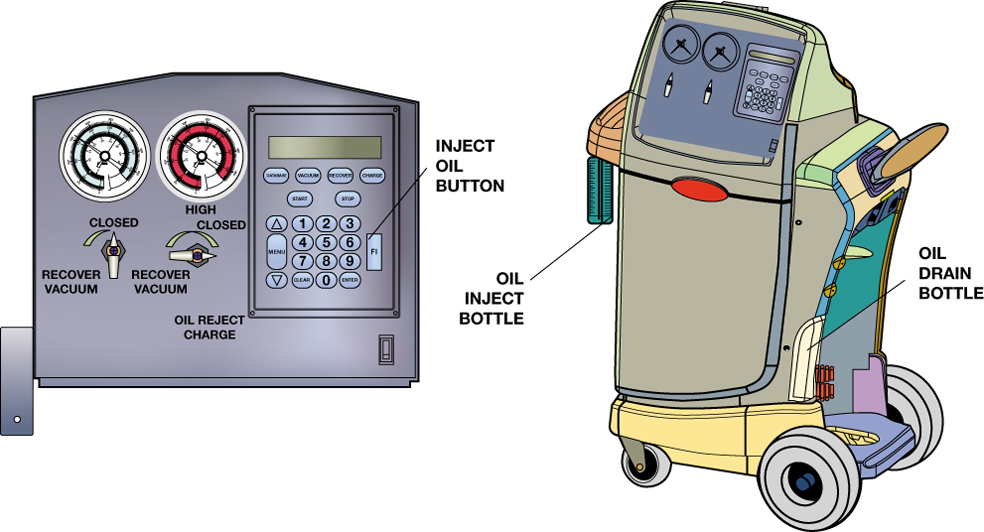 INJECT
OIL
BUTTON
HIGH
CLOSED
CLOSED
RECOVER
VACUUM
RECOVER
VACUUM
OIL REJECT
CHARGE
DATABASE VACUUM RECOVER CHARGE
START STOP
1 2 3
MENU 4 5 6 FI
7 8 9
CLEAR 0 ENTER
OIL
INJECT
BOTTLE
OIL
DRAIN
BOTTLE